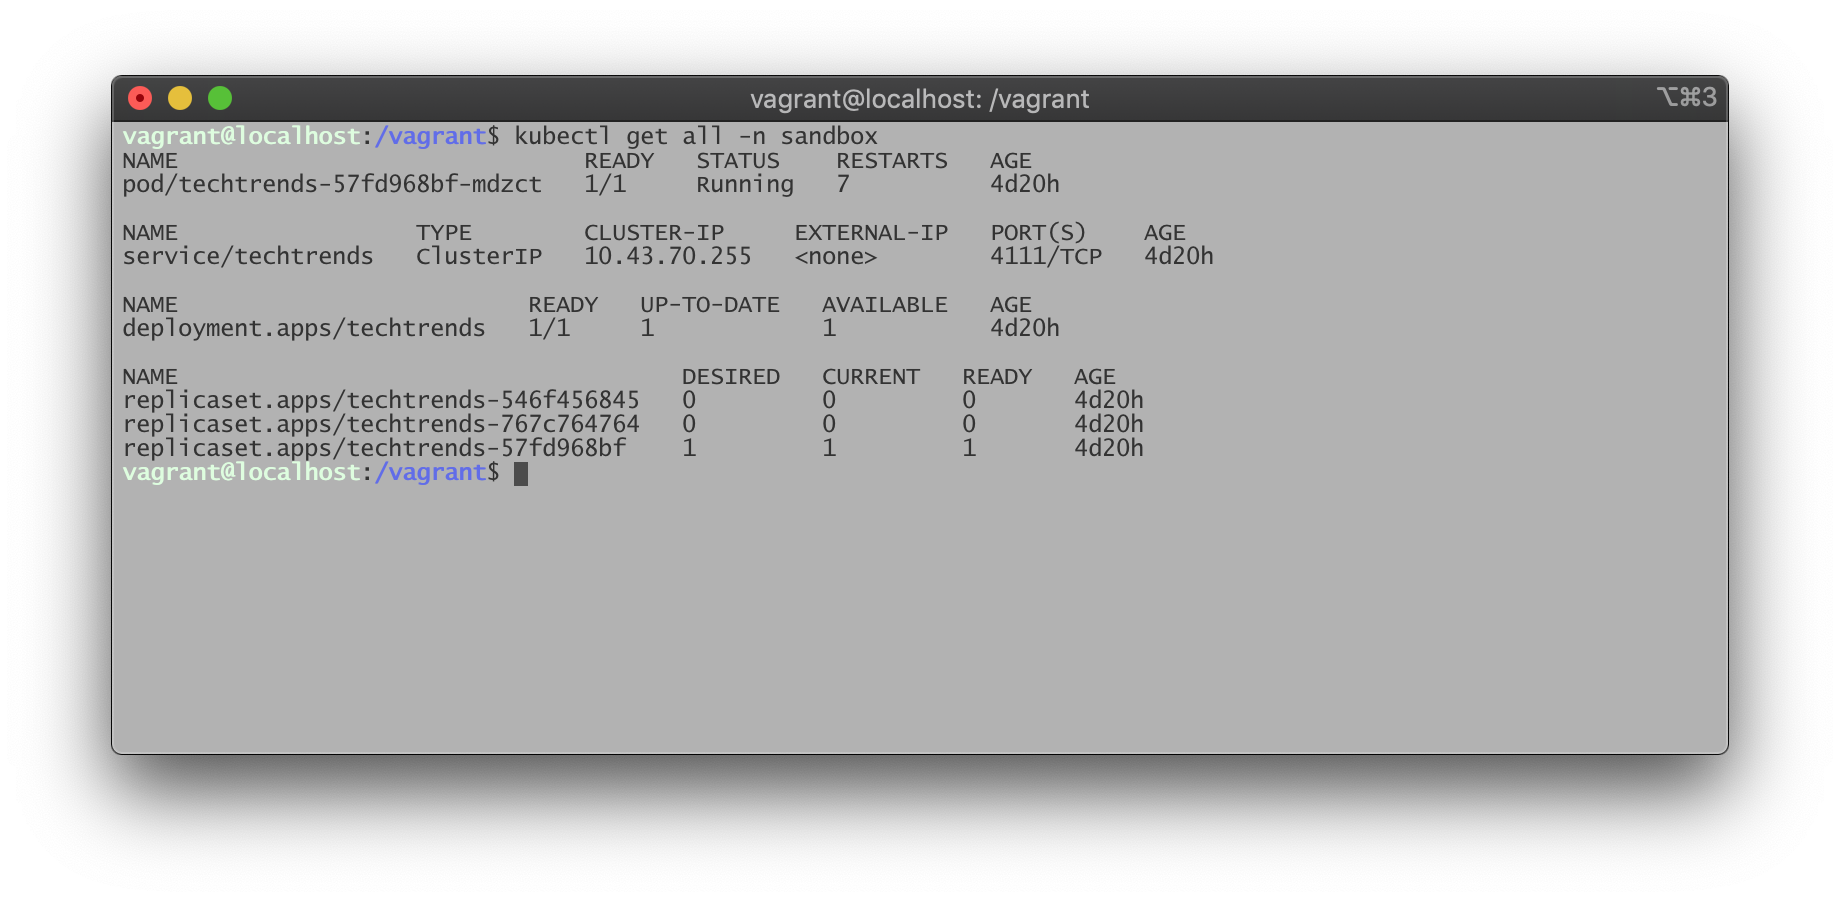 vagrant@localhost: /vagrant
⌥⌘3
vagrant@localhost:/vagrant$ kubectl get all -n sandbox
NAME                             READY   STATUS    RESTARTS   AGE
pod/techtrends-57fd968bf-mdzct   1/1     Running   7          4d20h

NAME                 TYPE        CLUSTER-IP     EXTERNAL-IP   PORT(S)    AGE
service/techtrends   ClusterIP   10.43.70.255   <none>        4111/TCP   4d20h

NAME                         READY   UP-TO-DATE   AVAILABLE   AGE
deployment.apps/techtrends   1/1     1            1           4d20h

NAME                                    DESIRED   CURRENT   READY   AGE
replicaset.apps/techtrends-546f456845   0         0         0       4d20h
replicaset.apps/techtrends-767c764764   0         0         0       4d20h
replicaset.apps/techtrends-57fd968bf    1         1         1       4d20h
vagrant@localhost:/vagrant$